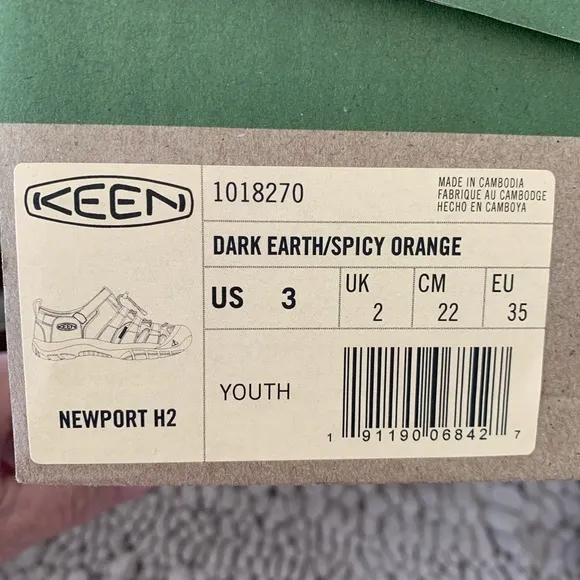 KEEN
1018270
MADE IN CAMBODIA
FABRIQUE AU CAMBODGE
HECHO EN CAMBOYA
DARK EARTH/SPICY ORANGE
US 3
UK 2
CM 22
EU 35
KEEN
NEWPORT H2
YOUTH
1 91190 06842 7